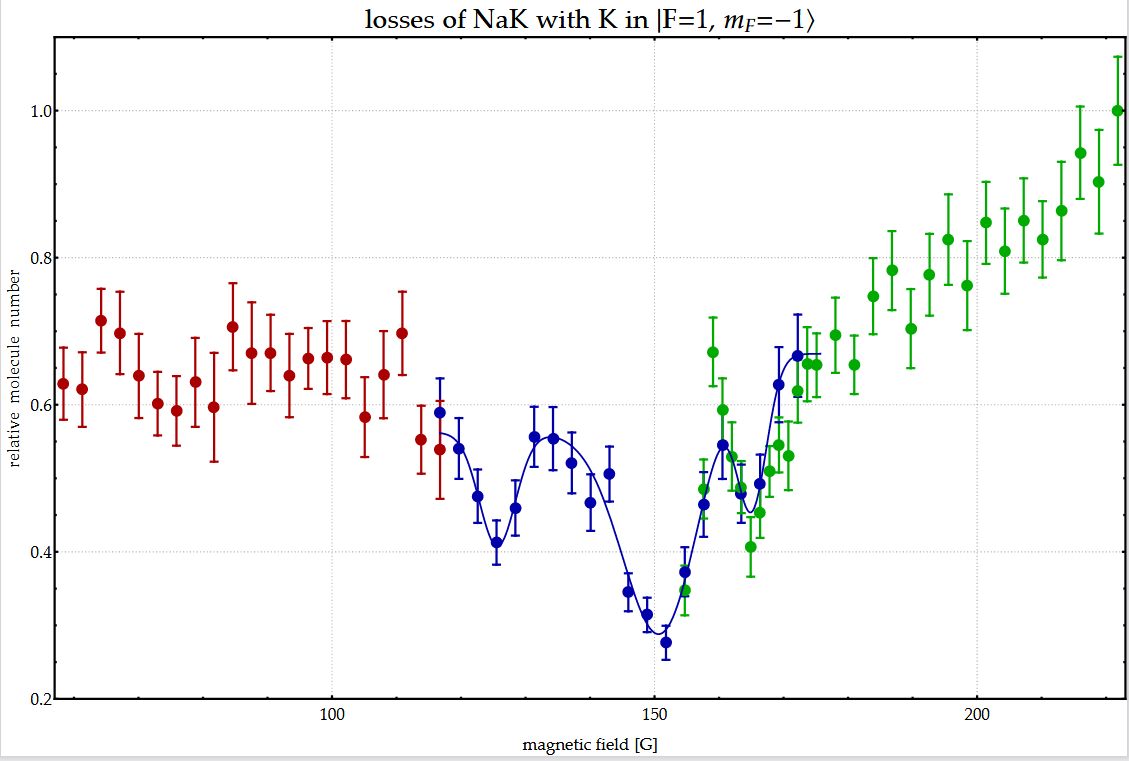 losses of NaK with K in |F=1, m_F=−1⟩
relative molecule number
1.0
0.8
0.6
0.4
0.2
100
150
200
magnetic field [G]